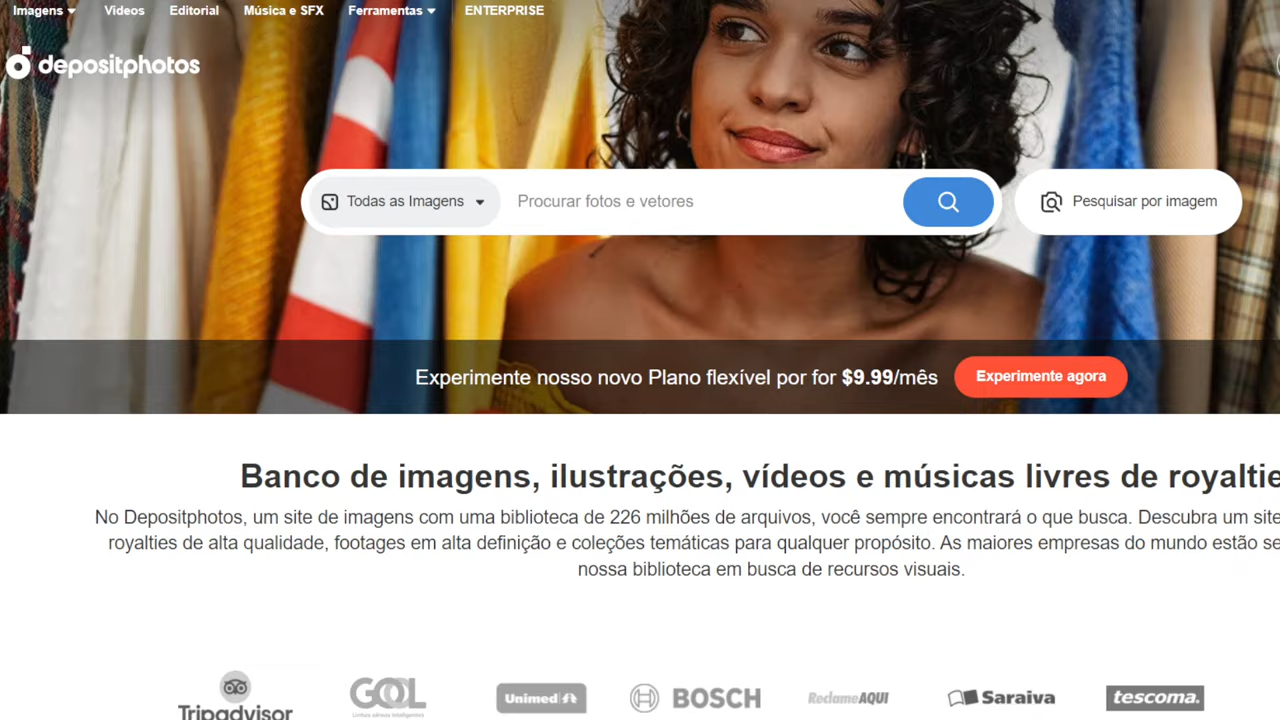 Imagens Videos Editorial Música e SFX Ferramentas ENTERPRISE
depositphotos
Todas as Imagens Procurar fotos e vetores Pesquisar por imagem
Experimente nosso novo Plano flexível por for $9.99/mês Experimente agora
Banco de imagens, ilustrações, vídeos e músicas livres de royaltie
No Depositphotos, um site de imagens com uma biblioteca de 226 milhões de arquivos, você sempre encontrará o que busca. Descubra um site
royalties de alta qualidade, footages em alta definição e coleções temáticas para qualquer propósito. As maiores empresas do mundo estão se
nossa biblioteca em busca de recursos visuais.
Tripadvisor GOL Unimed BOSCH ReclameAQUI Saraiva tescoma.
Linhas aéreas inteligentes